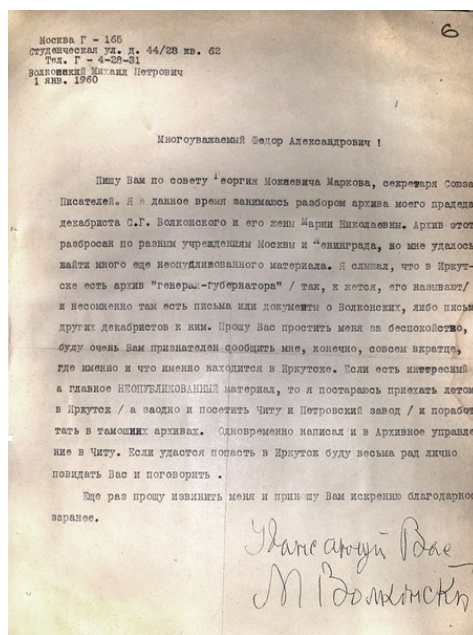 6
Москва Г - 165
Студенческая ул. д. 44/28 кв. 62
Тел. Г - 4-28-31
Волконский Михаил Петрович
1 янв. 1960
Многоуважаемый Федор Александрович !
Пишу Вам по совету Георгия Мокеевича Маркова, секретаря Союза
Писателей. Я в данное время занимаюсь разбором архива моего прадеда
декабриста С.Г. Волконского и его жены Марии Николаевны. Архив этот
разбросан по разным учреждениям Москвы и Ленинграда, но мне удалось
найти много еще неопубликованного материала. Я слышал, что в Иркут-
ске есть архив "генерал-губернатора" / так, к жется, его называют/
и несомненно там есть письма или документы о Волконских, либо письм
других декабристов к ним. Прошу Вас простить меня за беспокойство,
буду очень Вам признателен сообщить мне, конечно, совсем вкратце,
где именно и что именно находится в Иркутске. Если есть интересный
а главное НЕОПУБЛИКОВАННЫЙ материал, то я постараюсь приехать летом
в Иркутск / а заодно и посетить Читу и Петровский завод / и порабо
тать в тамошних архивах. Одновременно написал и в Архивное управле
ние в Читу. Если удастся попасть в Иркутск буду весьма рад лично
повидать Вас и поговорить .
Еще раз прошу извинить меня и приношу Вам искренню благодарнос
заранее.
Уважающий Вас
М Волконски